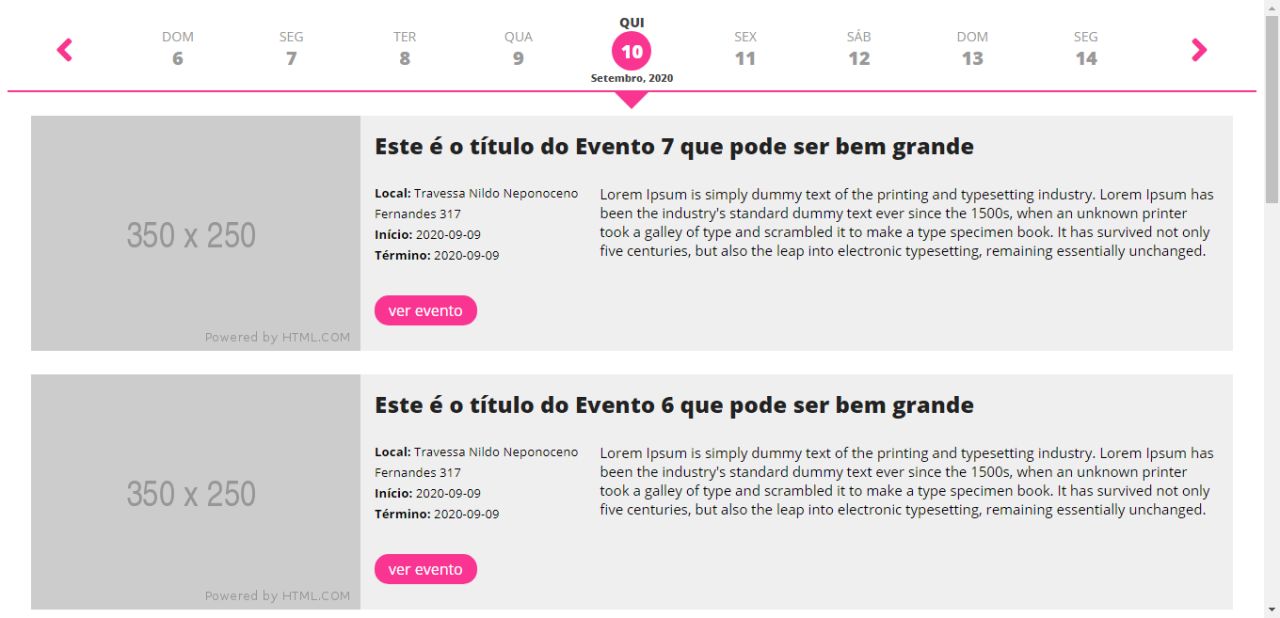 QUI
DOM SEG TER QUA SEX SÁB DOM SEG
6 7 8 9 10 11 12 13 14
Setembro, 2020
Este é o título do Evento 7 que pode ser bem grande
350 x 250
Powered by HTML.COM
Local: Travessa Nildo Neponoceno
Fernandes 317
Início: 2020-09-09
Término: 2020-09-09
Lorem Ipsum is simply dummy text of the printing and typesetting industry. Lorem Ipsum has
been the industry's standard dummy text ever since the 1500s, when an unknown printer
took a galley of type and scrambled it to make a type specimen book. It has survived not only
five centuries, but also the leap into electronic typesetting, remaining essentially unchanged.
ver evento
Este é o título do Evento 6 que pode ser bem grande
350 x 250
Powered by HTML.COM
Local: Travessa Nildo Neponoceno
Fernandes 317
Início: 2020-09-09
Término: 2020-09-09
Lorem Ipsum is simply dummy text of the printing and typesetting industry. Lorem Ipsum has
been the industry's standard dummy text ever since the 1500s, when an unknown printer
took a galley of type and scrambled it to make a type specimen book. It has survived not only
five centuries, but also the leap into electronic typesetting, remaining essentially unchanged.
ver evento